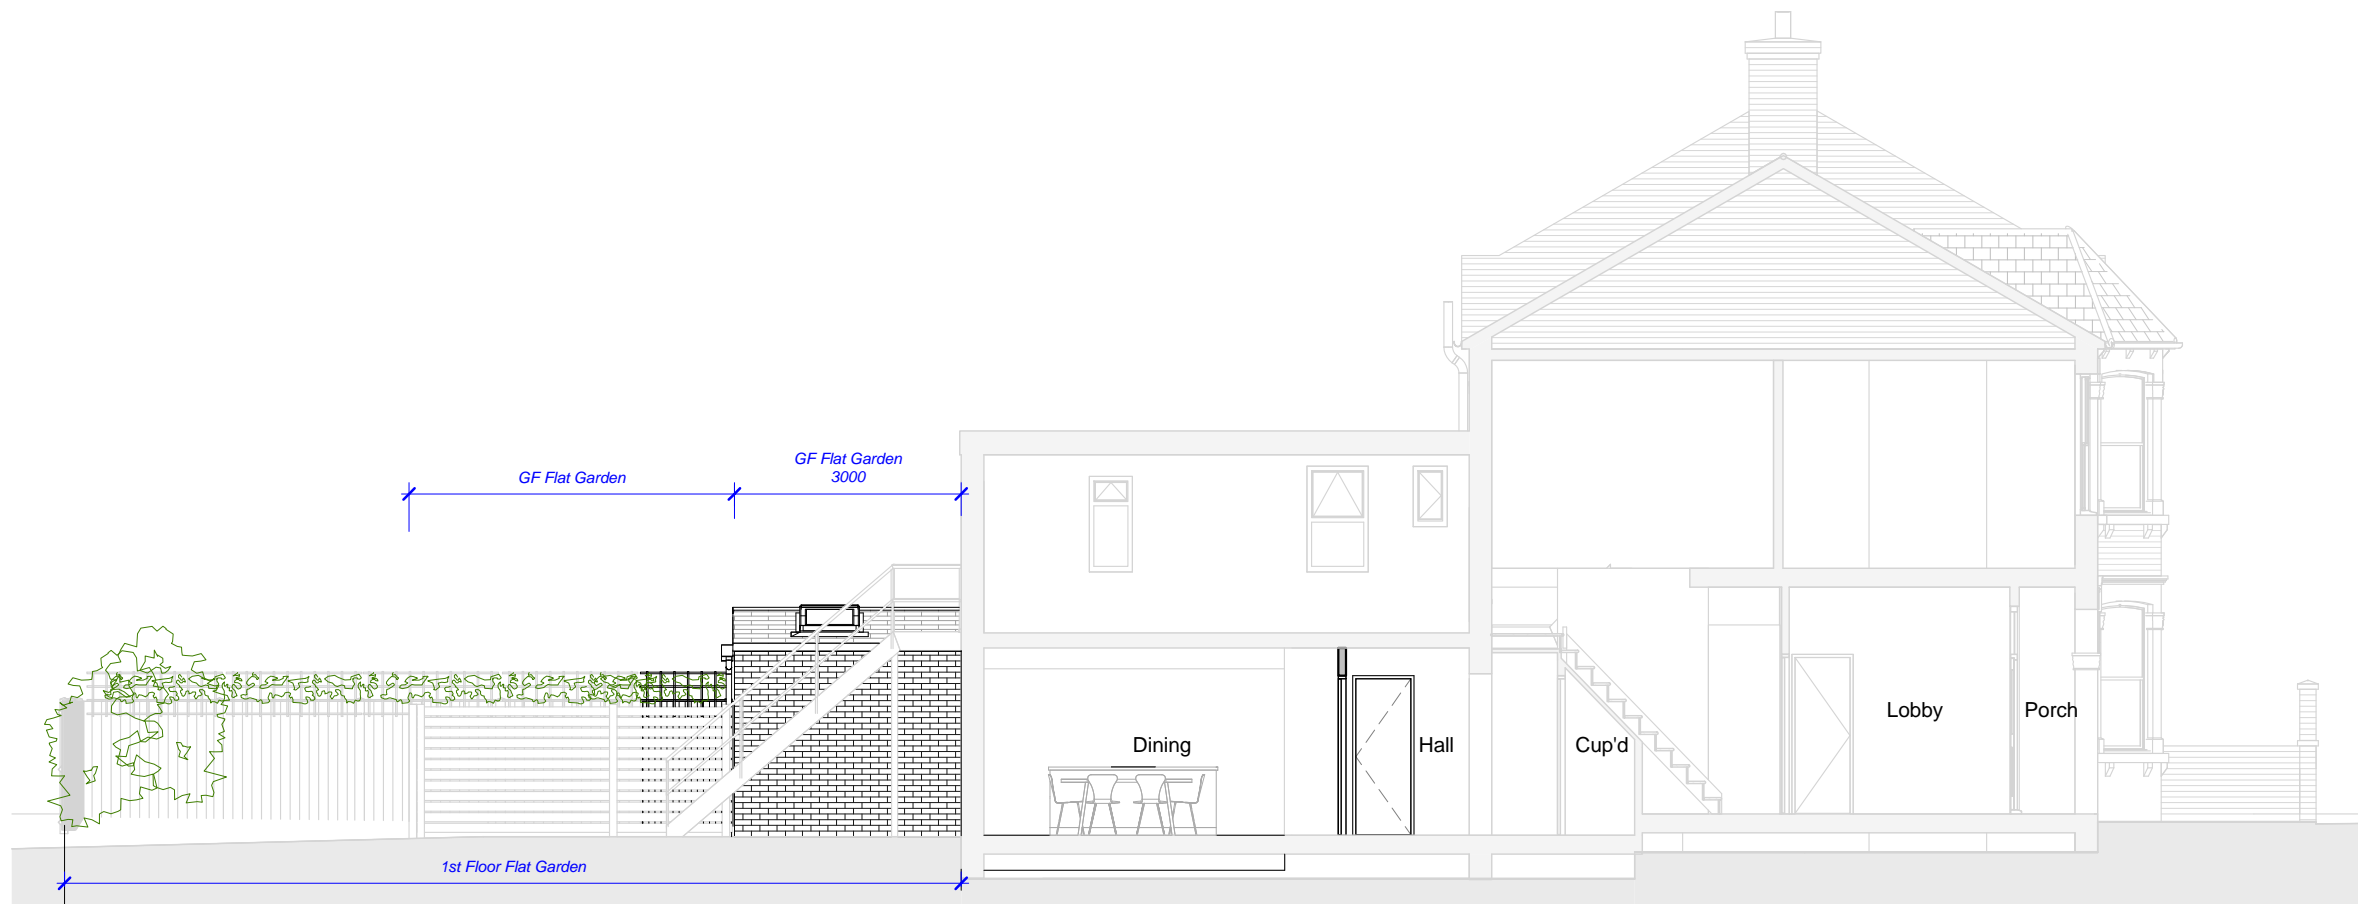 GF Flat Garden
GF Flat Garden
3000
Dining
Hall
Cup'd
Lobby
Porch
1st Floor Flat Garden